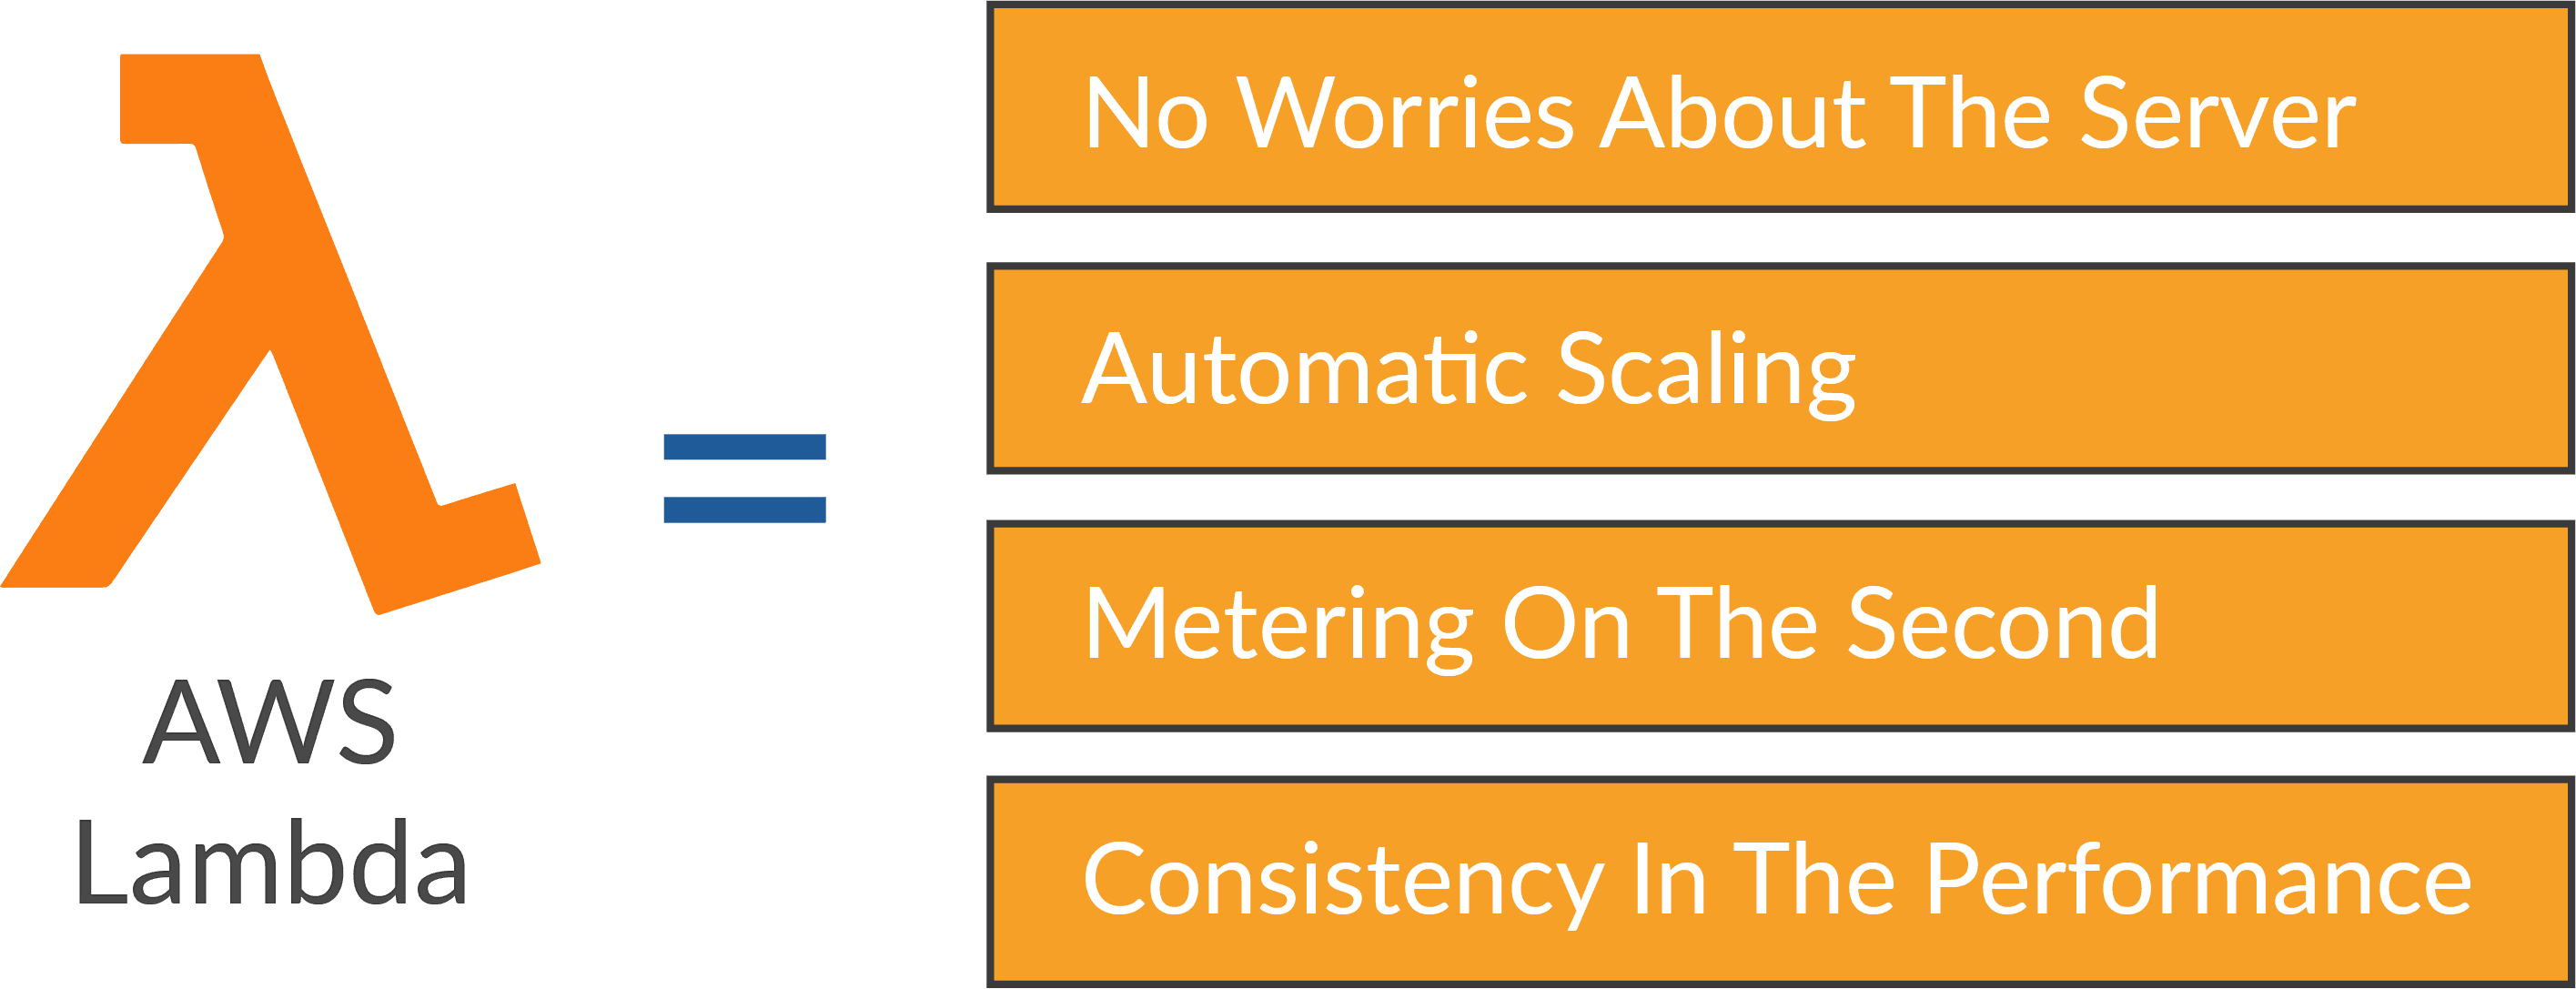 No Worries About The Server
Automatic Scaling
=
Metering On The Second
AWS
Lambda
Consistency In The Performance